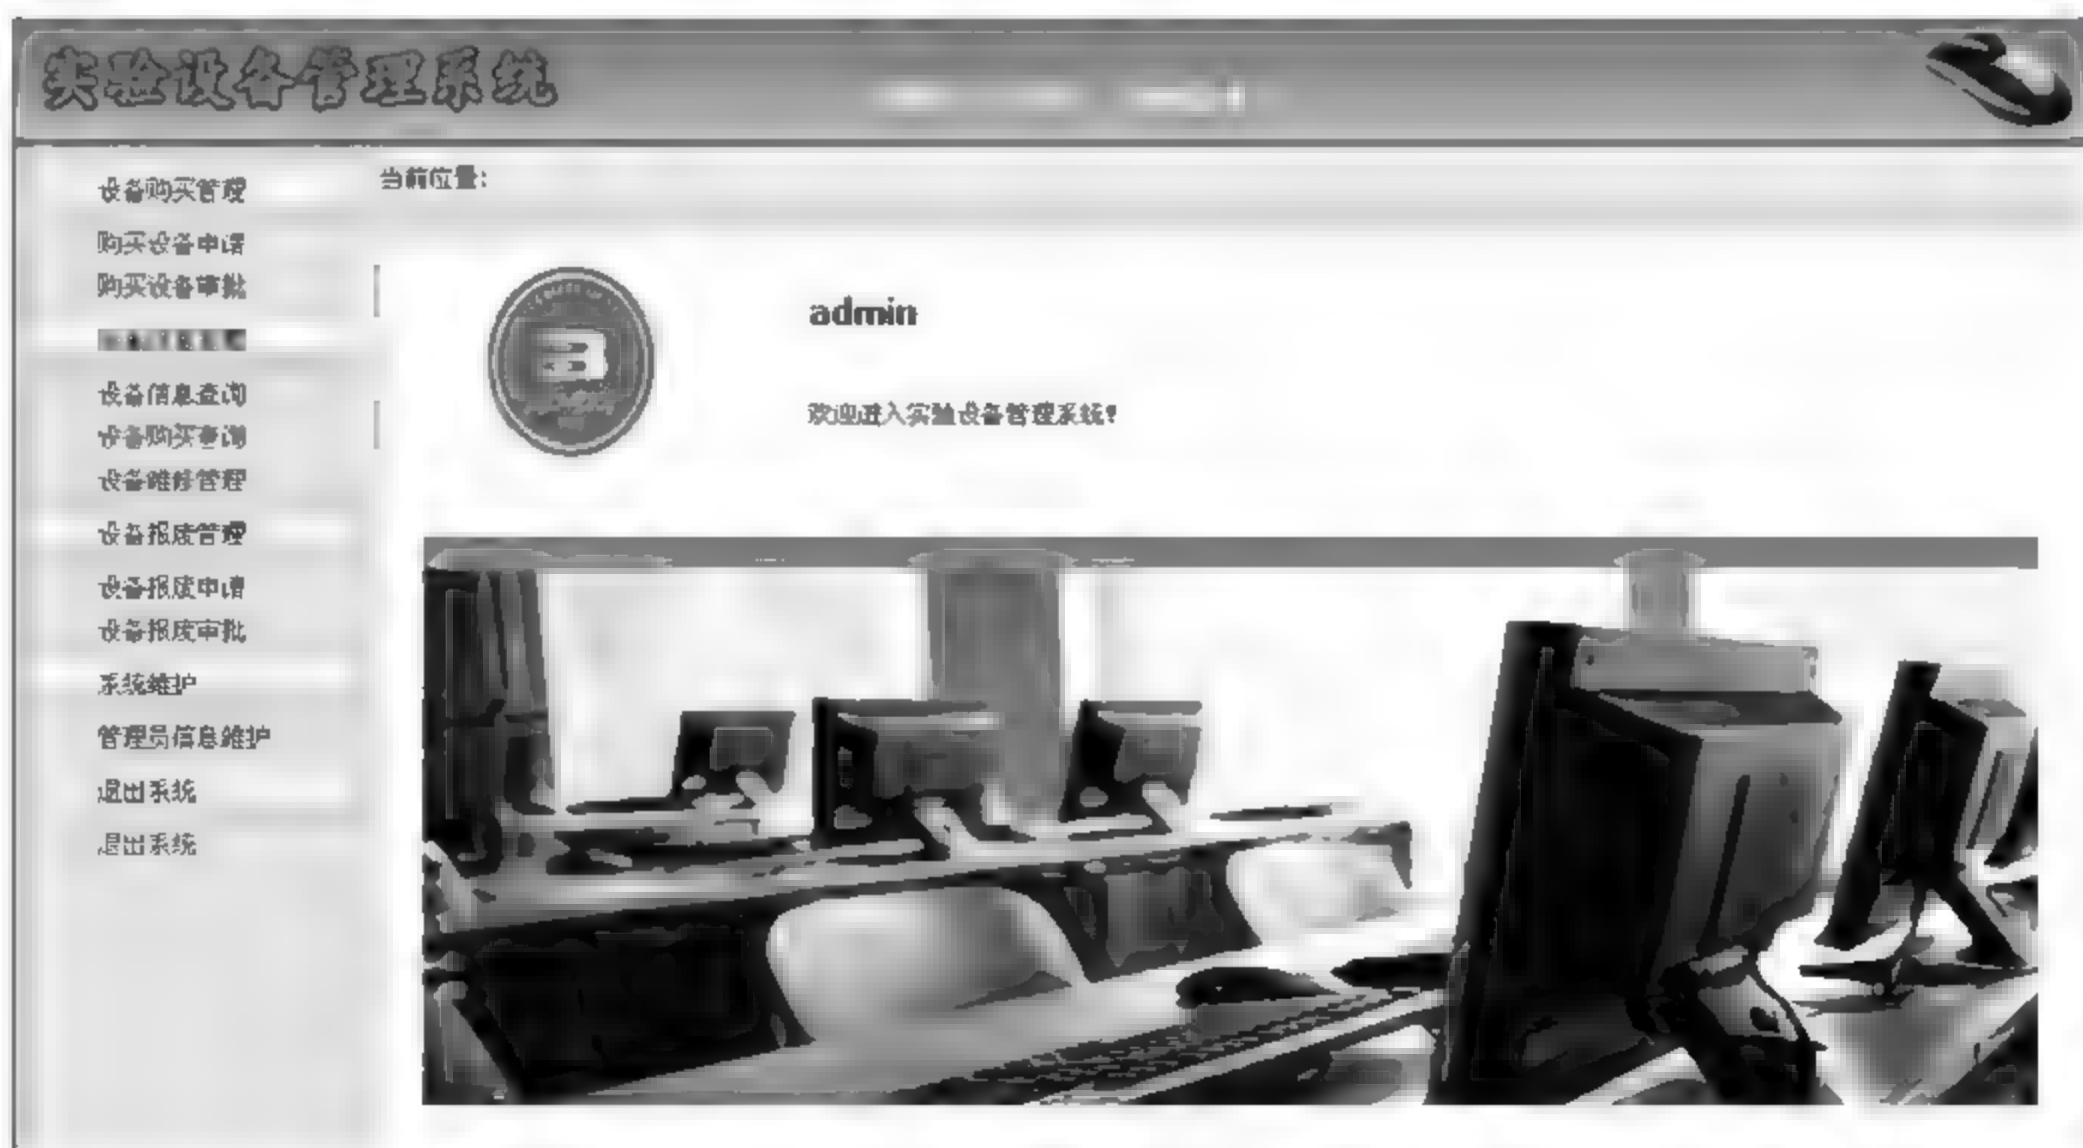 实验设备管理系统
设备购买管理
购买设备申请
购买设备审批
设备信息查询
设备购买查询
设备维修管理
设备报废管理
设备报废申请
设备报废审批
系统维护
管理员信息维护
退出系统
退出系统
当前位置:
admin
欢迎进入实验设备管理系统!